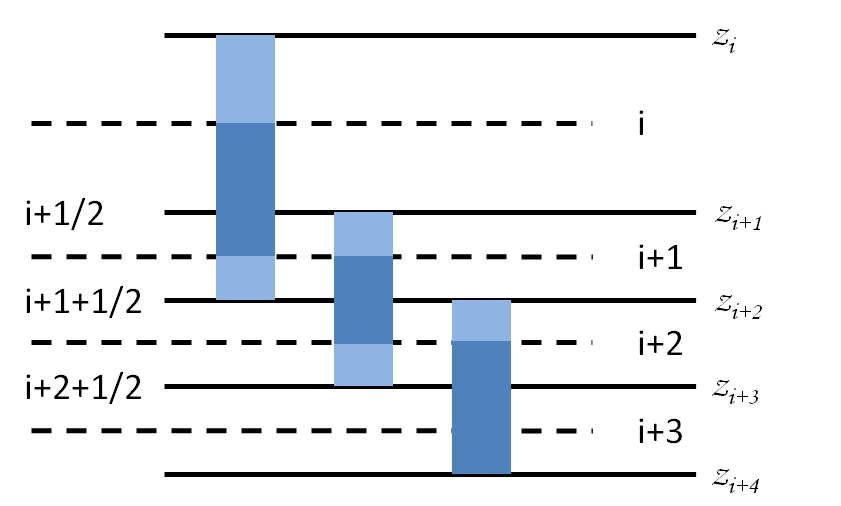 z_i
i
i+1/2
z_{i+1}
i+1
i+1+1/2
z_{i+2}
i+2
i+2+1/2
z_{i+3}
i+3
z_{i+4}